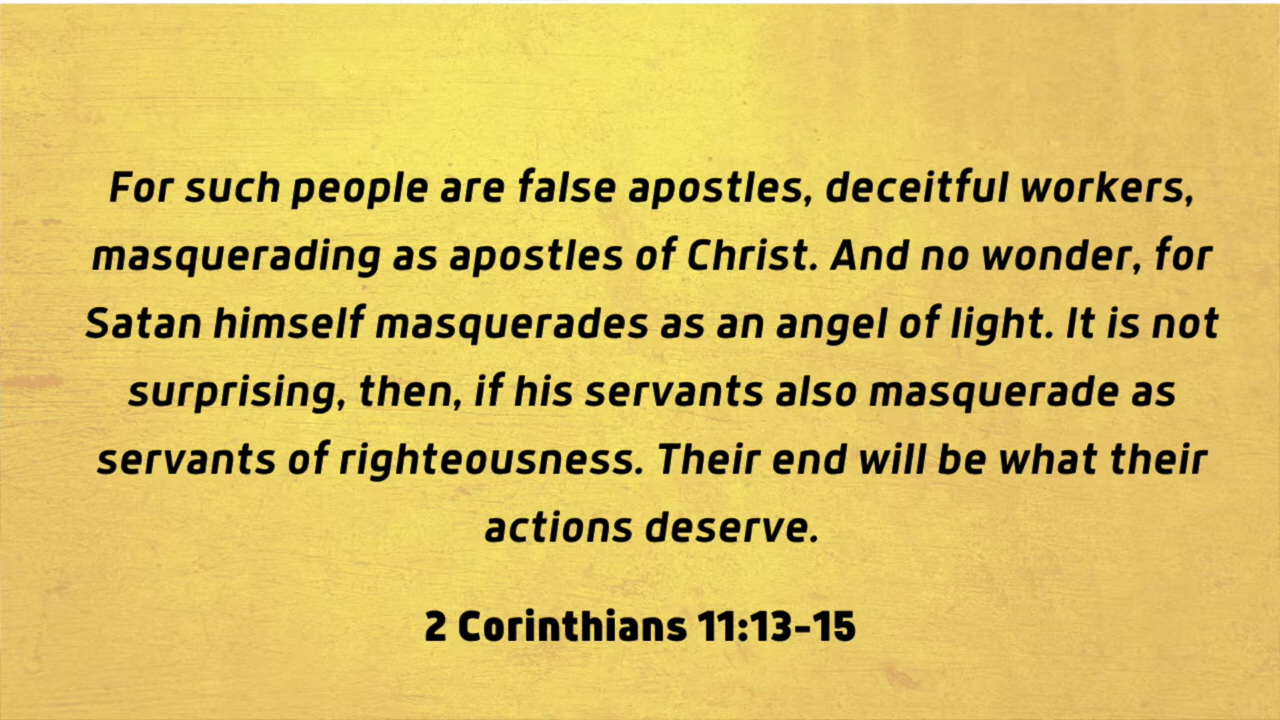 For such people are false apostles, deceitful workers,
masquerading as apostles of Christ. And no wonder, for
Satan himself masquerades as an angel of light. It is not
surprising, then, if his servants also masquerade as
servants of righteousness. Their end will be what their
actions deserve.
2 Corinthians 11:13-15